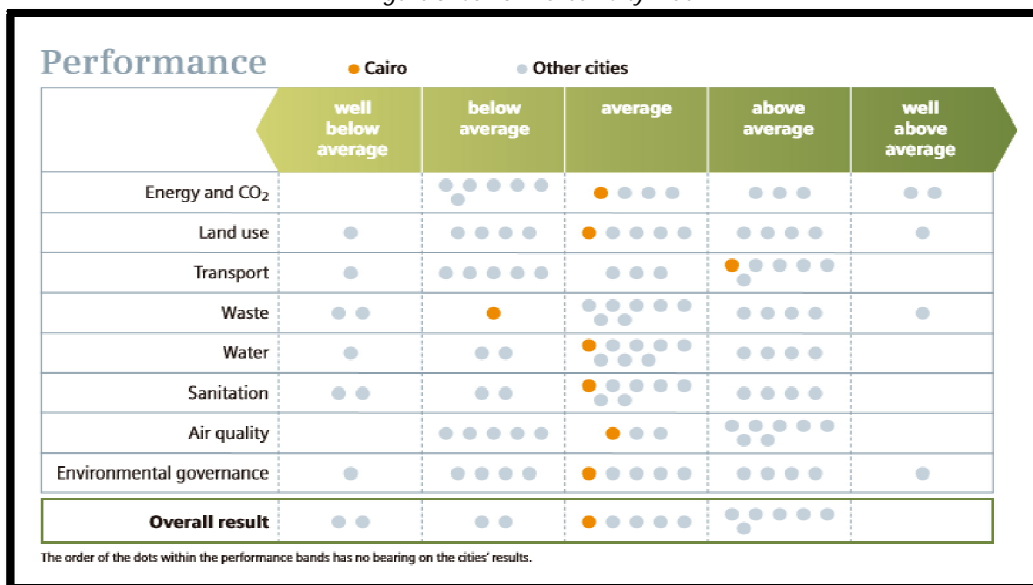 Performance
Cairo
Other cities
well
below
average
below
average
average
above
average
well
above
average
Energy and CO₂
Land use
Transport
Waste
Water
Sanitation
Air quality
Environmental governance
Overall result
The order of the dots within the performance bands has no bearing on the cities' results.